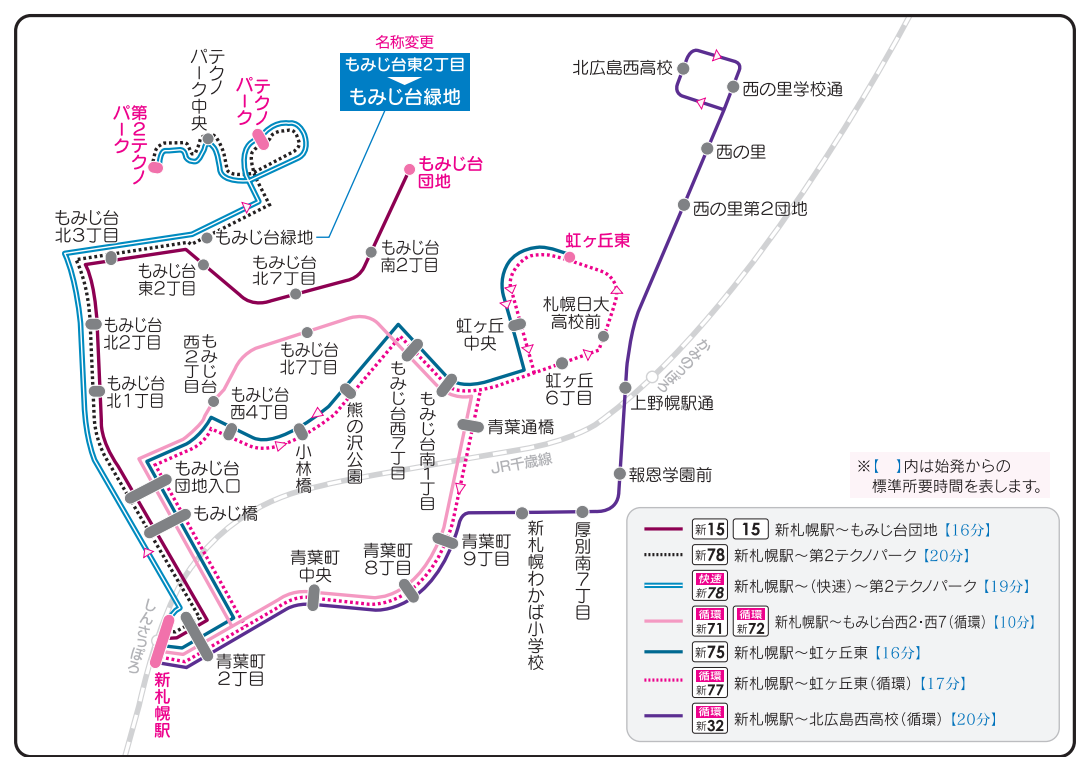 名称変更
もみじ台東2丁目
もみじ台緑地
テクノ
パーク中央
テクノ
パーク
第2テクノ
パーク
もみじ台
団地
北広島西高校
西の里学校通
西の里
西の里第2団地
もみじ台
北3丁目
もみじ台緑地
もみじ台
東2丁目
もみじ台
北7丁目
もみじ台
南2丁目
虹ヶ丘東
札幌日大
高校前
虹ヶ丘
中央
虹ヶ丘
6丁目
もみじ台
北2丁目
もみじ台
西2丁目
もみじ台
北7丁目
もみじ台
北1丁目
もみじ台
西4丁目
小林橋
熊の沢公園
もみじ台西7丁目
もみじ台南1丁目
青葉通橋
かみのっぽろ
上野幌駅通
JR千歳線
報恩学園前
もみじ台
団地入口
もみじ橋
青葉町
中央
青葉町
8丁目
青葉町
9丁目
新札幌わかば小学校
厚別南7丁目
しんさっぽろ
新札幌駅
青葉町
2丁目
※【 】内は始発からの
標準所要時間を表します。
新15 15 新札幌駅～もみじ台団地【16分】
新78 新札幌駅～第2テクノパーク【20分】
快速
新78 新札幌駅～(快速)～第2テクノパーク【19分】
循環 循環
新71 新72 新札幌駅～もみじ台西2・西7(循環)【10分】
新75 新札幌駅～虹ヶ丘東【16分】
循環
新77 新札幌駅～虹ヶ丘東(循環)【17分】
循環
新32 新札幌駅～北広島西高校(循環)【20分】